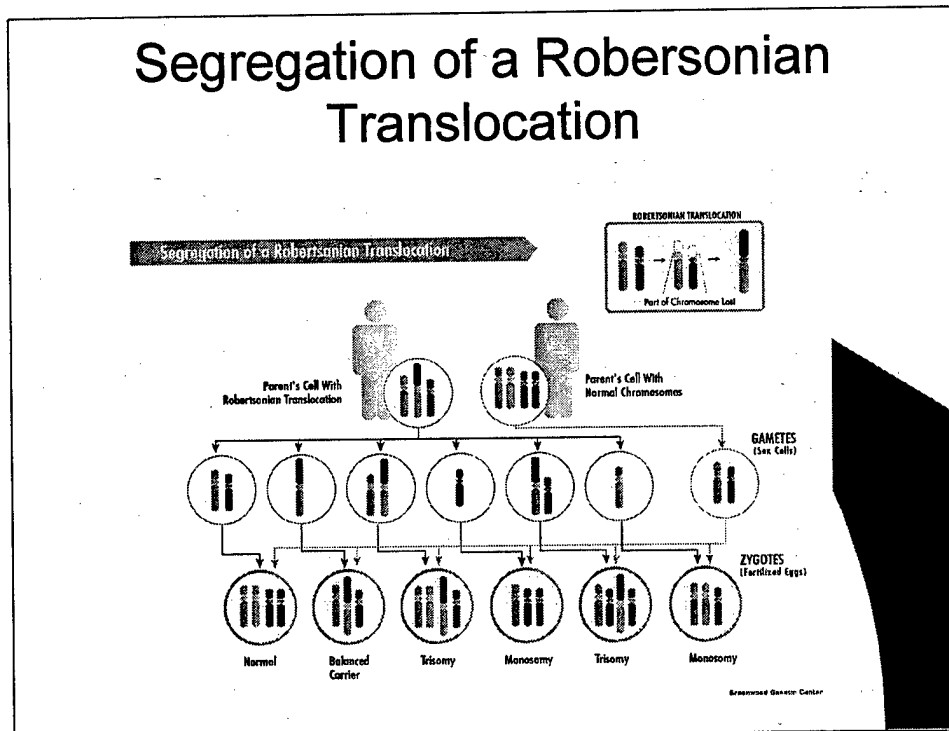 Segregation of a Robersonian
Translocation
ROBERTSONIAN TRANSLOCATION
Segregation of a Robertsonian Translocation
Part of Chromosome Lost
Parent's Cell With
Robertsonian Translocation
Parent's Cell With
Normal Chromosomes
GAMETES
(Sex Cells)
ZYGOTES
(Fertilized Eggs)
Normal
Balanced
Carrier
Trisomy
Monosomy
Trisomy
Monosomy
Greenwood Genetic Center